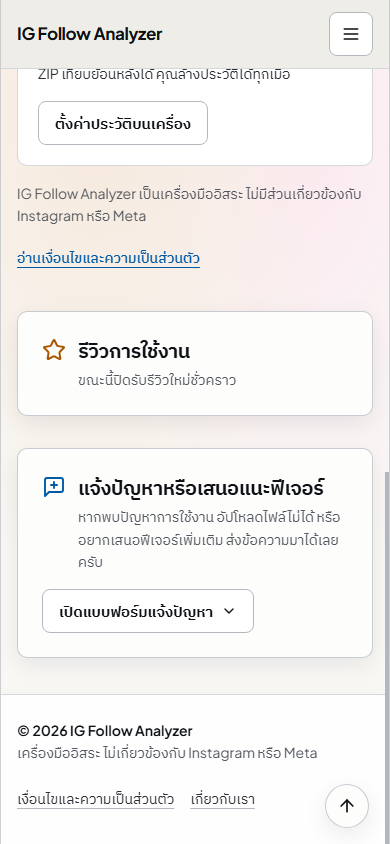 IG Follow Analyzer
ZIP เทียบย้อนหลังได้ คุณล้างประวัติได้ทุกเมื่อ
ตั้งค่าประวัติบนเครื่อง
IG Follow Analyzer เป็นเครื่องมืออิสระ ไม่มีส่วนเกี่ยวข้องกับ
Instagram หรือ Meta
อ่านเงื่อนไขและความเป็นส่วนตัว
รีวิวการใช้งาน
ขณะนี้ปิดรับรีวิวใหม่ชั่วคราว
แจ้งปัญหาหรือเสนอแนะฟีเจอร์
หากพบปัญหาการใช้งาน อัปโหลดไฟล์ไม่ได้ หรือ
อยากเสนอฟีเจอร์เพิ่มเติม ส่งข้อความมาได้เลย
ครับ
เปิดแบบฟอร์มแจ้งปัญหา
© 2026 IG Follow Analyzer
เครื่องมืออิสระ ไม่เกี่ยวข้องกับ Instagram หรือ Meta
เงื่อนไขและความเป็นส่วนตัว เกี่ยวกับเรา